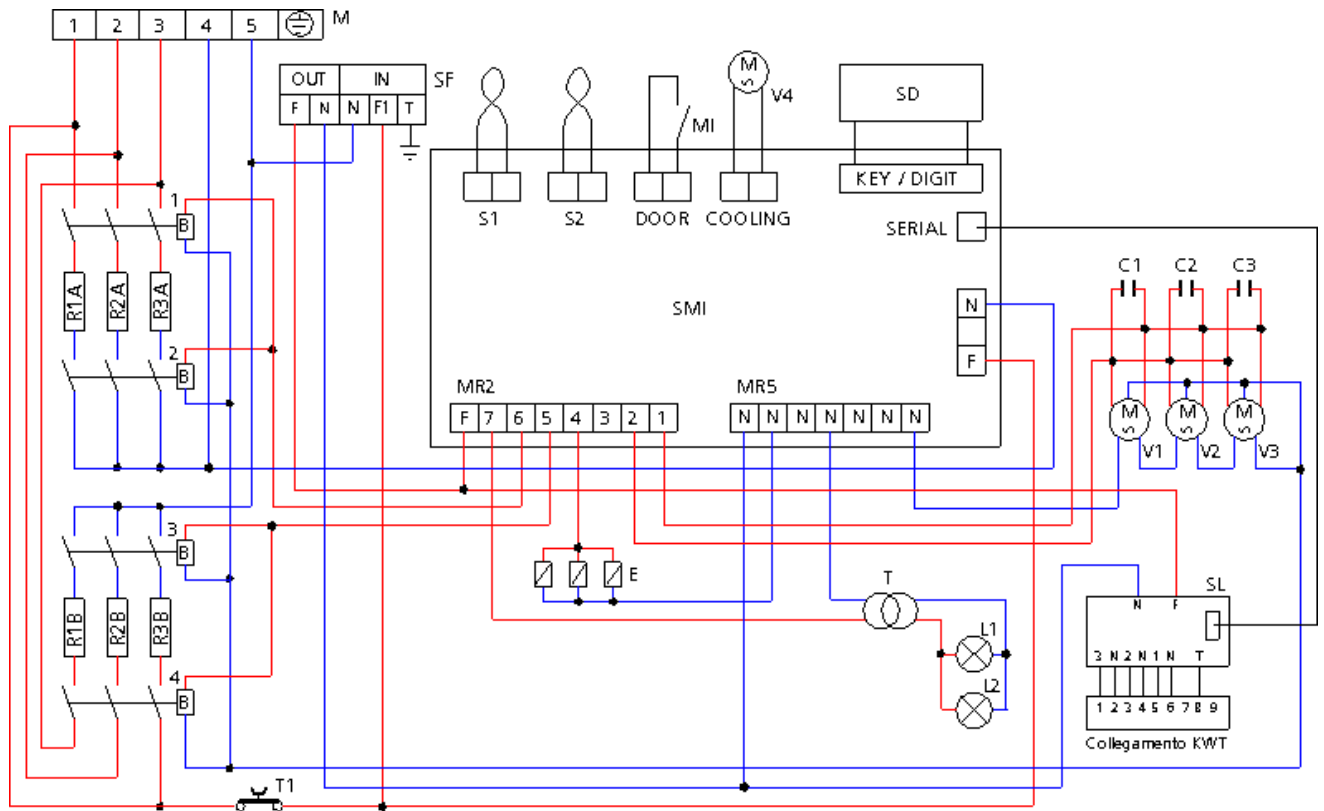 1 2 3 4 5 M
OUT IN SF
F N N F1 T
V4
M S
SD
MI
KEY / DIGIT
S1 S2 DOOR COOLING
SERIAL
1
B
R1A R2A R3A
SMI
N
F
C1 C2 C3
2
B
MR2 MR5
F 7 6 5 4 3 2 1
N N N N N N N
M S M S M S
V1 V2 V3
3
B
E
T
R1B R2B R3B
L1
L2
N F SL
3 N 2 N 1 N T
1 2 3 4 5 6 7 8 9
Collegamento KWT
4
B
T1